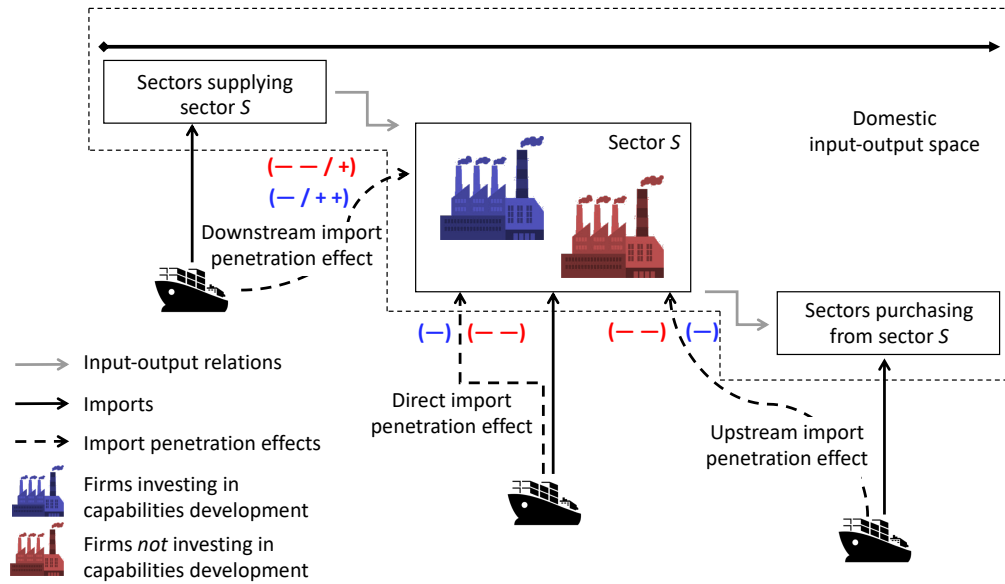 Sectors supplying
sector S
Sector S
Domestic
input-output space
(— — / +)
(— / + +)
Downstream import
penetration effect
Sectors purchasing
from sector S
(—) (— —)
(— —) (—)
Input-output relations
Imports
Import penetration effects
Direct import
penetration effect
Upstream import
penetration effect
Firms investing in
capabilities development
Firms not investing in
capabilities development